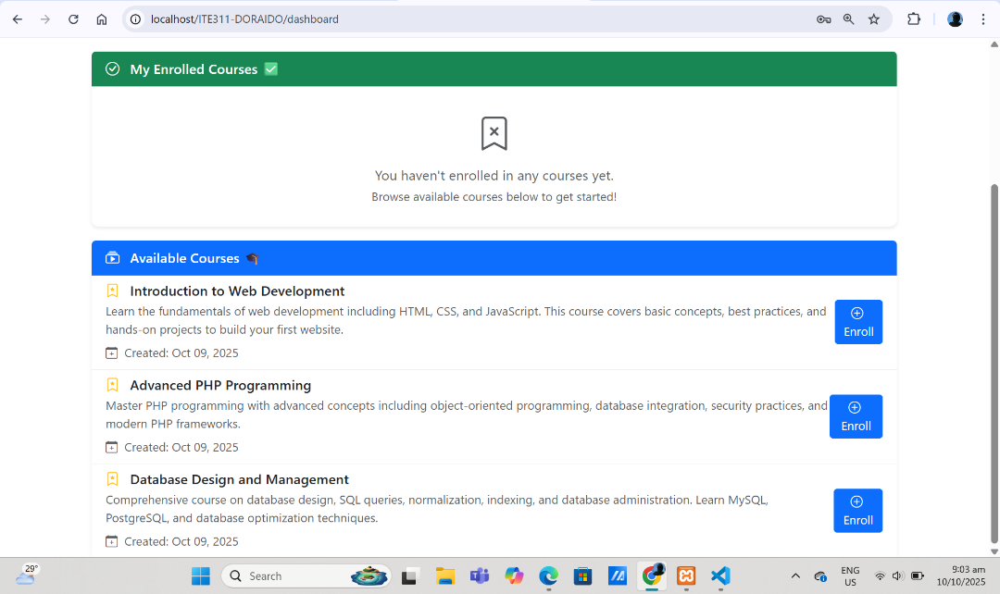 localhost/ITE311-DORAIDO/dashboard
My Enrolled Courses ✅
You haven't enrolled in any courses yet.
Browse available courses below to get started!
Available Courses 🎓
Introduction to Web Development
Learn the fundamentals of web development including HTML, CSS, and JavaScript. This course covers basic concepts, best practices, and
hands-on projects to build your first website.
Enroll
Created: Oct 09, 2025
Advanced PHP Programming
Master PHP programming with advanced concepts including object-oriented programming, database integration, security practices, and
modern PHP frameworks.
Enroll
Created: Oct 09, 2025
Database Design and Management
Comprehensive course on database design, SQL queries, normalization, indexing, and database administration. Learn MySQL,
PostgreSQL, and database optimization techniques.
Enroll
Created: Oct 09, 2025
29°
Search
ENG
US
9:03 am
10/10/2025